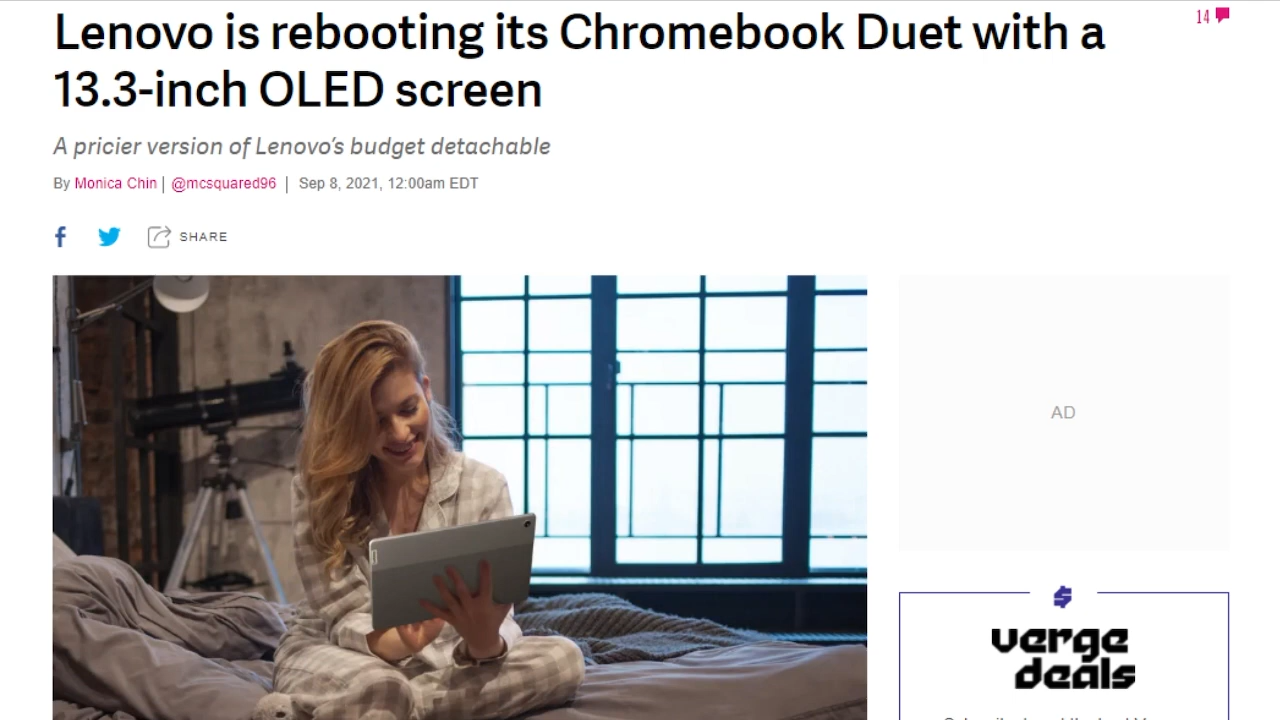 Lenovo is rebooting its Chromebook Duet with a
13.3-inch OLED screen
14
A pricier version of Lenovo's budget detachable
By Monica Chin | @mcsquared96 | Sep 8, 2021, 12:00am EDT
SHARE
AD
verge
deals